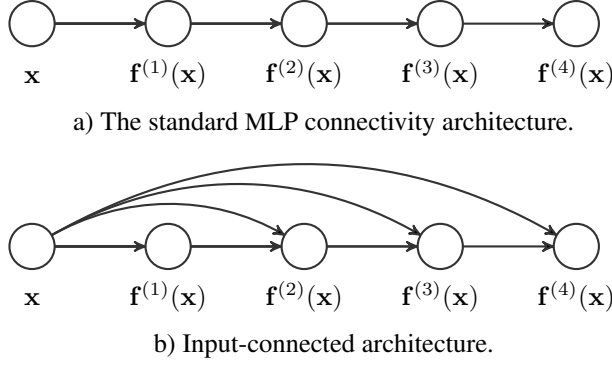 x f⁽¹⁾(x) f⁽²⁾(x) f⁽³⁾(x) f⁽⁴⁾(x)
a) The standard MLP connectivity architecture.
x f⁽¹⁾(x) f⁽²⁾(x) f⁽³⁾(x) f⁽⁴⁾(x)
b) Input-connected architecture.